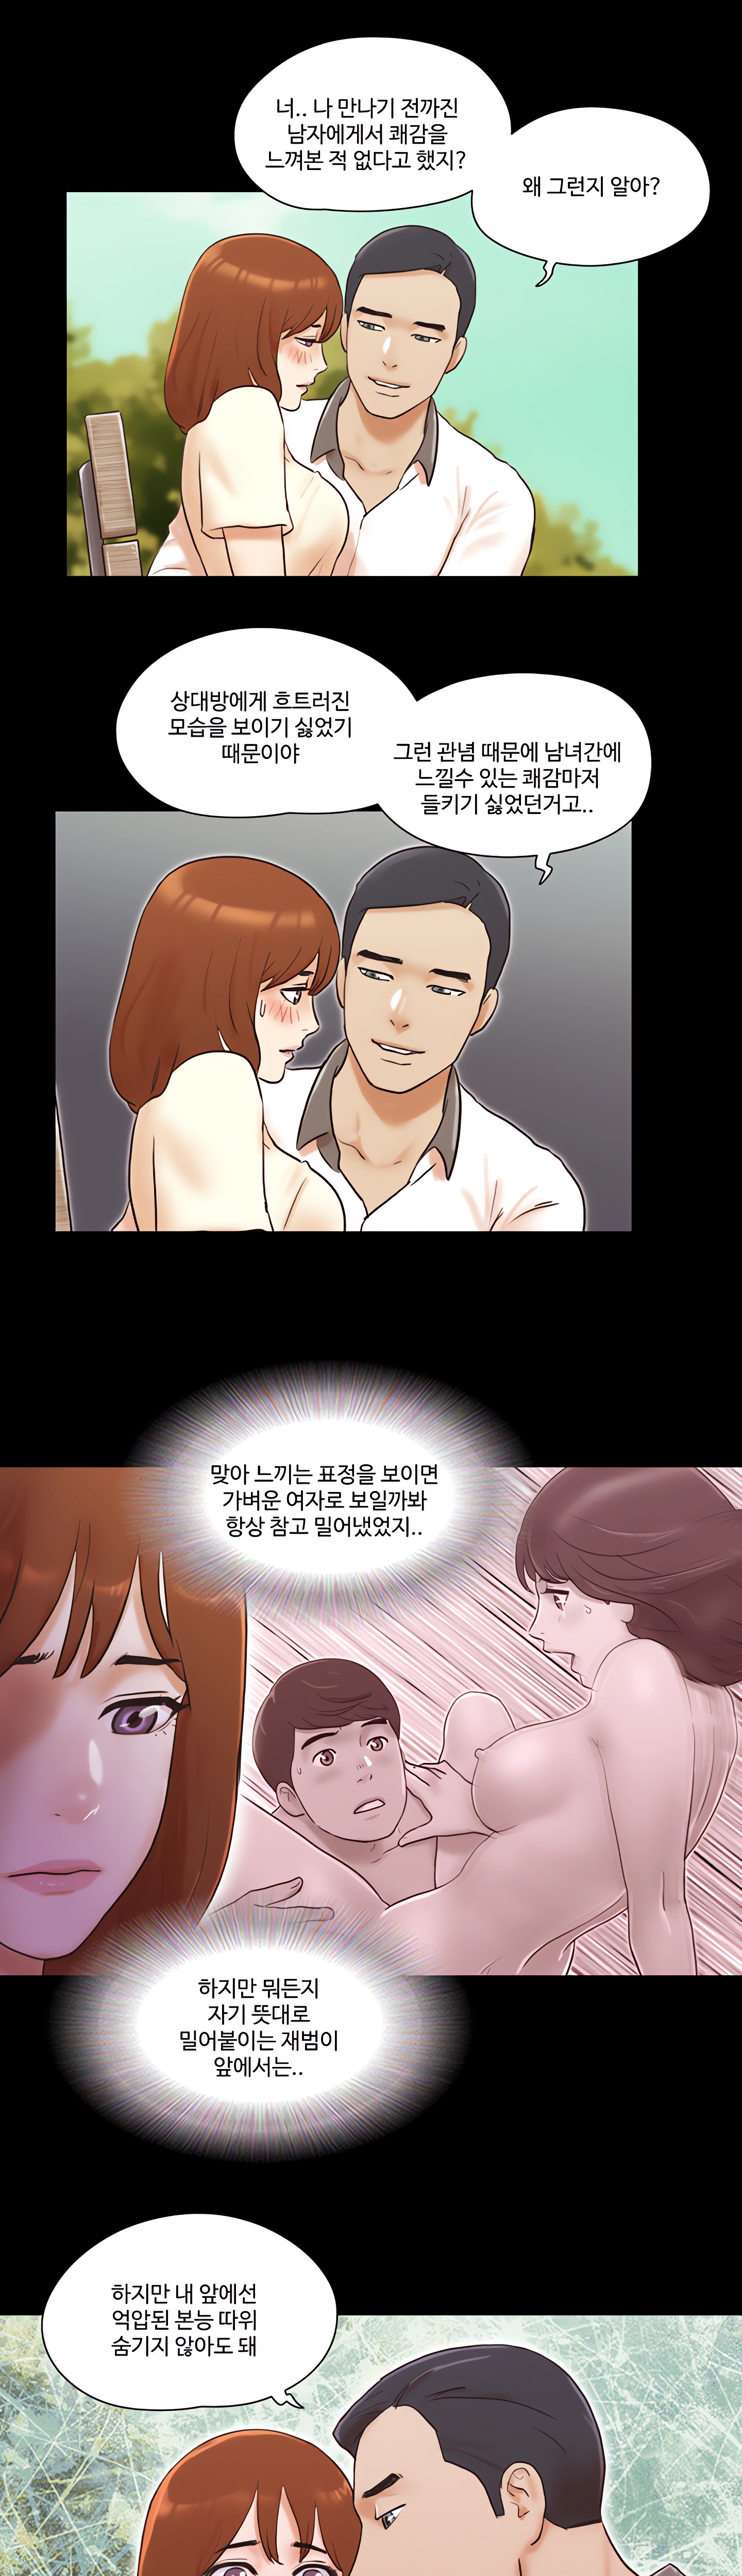 너.. 나 만나기 전까진
남자에게서 쾌감을
느껴본 적 없다고 했지?
왜 그런지 알아?
상대방에게 흐트러진
모습을 보이기 싫었기
때문이야
그런 관념 때문에 남녀간에
느낄수 있는 쾌감마저
들키기 싫었던거고..
맞아 느끼는 표정을 보이면
가벼운 여자로 보일까봐
항상 참고 밀어냈었지..
하지만 뭐든지
자기 뜻대로
밀어붙이는 재범이
앞에서는..
하지만 내 앞에선
억압된 본능 따위
숨기지 않아도 돼